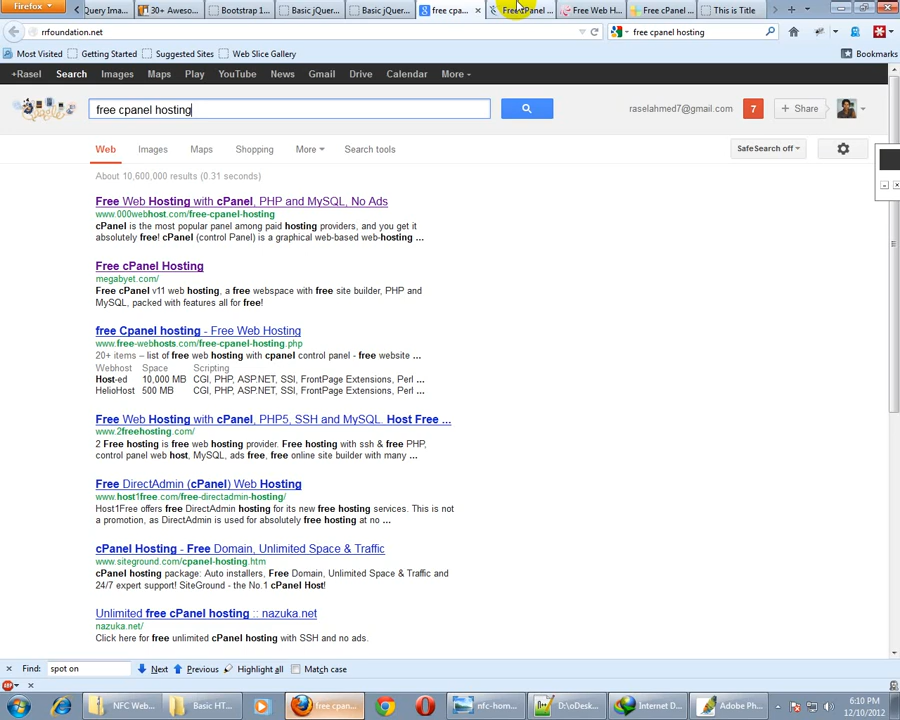 Firefox
Query Ima...
30+ Aweso...
Bootstrap 1...
Basic jQuer...
Basic jQuer...
free cpa...
Free cPanel ...
Free Web H...
Free cPanel ...
This is Title
rrfoundation.net
free cpanel hosting
Most Visited
Getting Started
Suggested Sites
Web Slice Gallery
Bookmarks
+Rasel Search Images Maps Play YouTube News Gmail Drive Calendar More
free cpanel hosting
raselahmed7@gmail.com
7
+ Share
Web Images Maps Shopping More Search tools
SafeSearch off
About 10,600,000 results (0.31 seconds)
Free Web Hosting with cPanel, PHP and MySQL, No Ads
www.000webhost.com/free-cpanel-hosting
cPanel is the most popular panel among paid hosting providers, and you get it
absolutely free! cPanel (control Panel) is a graphical web-based web-hosting ...
Free cPanel Hosting
megabyet.com/
Free cPanel v11 web hosting, a free webspace with free site builder, PHP and
MySQL, packed with features all for free!
free Cpanel hosting - Free Web Hosting
www.free-webhosts.com/free-cpanel-hosting.php
20+ items – list of free web hosting with cpanel control panel - free website ...
Webhost Space Scripting
Host-ed 10,000 MB CGI, PHP, ASP.NET, SSI, FrontPage Extensions, Perl ...
HelioHost 500 MB CGI, PHP, ASP.NET, SSI, FrontPage Extensions, Perl ...
Free Web Hosting with cPanel, PHP5, SSH and MySQL. Host Free ...
www.2freehosting.com/
2 Free hosting is free web hosting provider. Free hosting with ssh & free PHP,
control panel web host, MySQL, ads free, free online site builder with many ...
Free DirectAdmin (cPanel) Web Hosting
www.host1free.com/free-directadmin-hosting/
Host1Free offers free DirectAdmin hosting for its new free hosting services. This is not
a promotion, as DirectAdmin is used for absolutely free hosting at no ...
cPanel Hosting - Free Domain, Unlimited Space & Traffic
www.siteground.com/cpanel-hosting.htm
cPanel hosting package: Auto installers, Free Domain, Unlimited Space & Traffic and
24/7 expert support! SiteGround - the No.1 cPanel Host!
Unlimited free cPanel hosting :: nazuka.net
nazuka.net/
Click here for free unlimited cPanel hosting with SSH and no ads.
Find:
spot on
Next
Previous
Highlight all
Match case
NFC Web...
Basic HT...
free cpan...
nfc-hom...
D:\oDesk...
Internet D...
Adobe Ph...
6:10 PM
12/10/2012